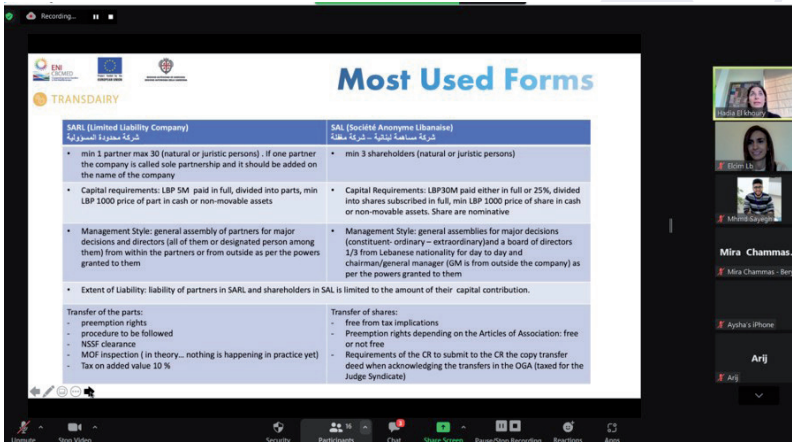 Recording...
ENI
CBCMED
TRANSDAIRY
Most Used Forms
SARL (Limited Liability Company)
شركة محدودة المسؤولية
SAL (Société Anonyme Libanaise)
شركة مساهمة لبنانية – شركة مغفلة
• min 1 partner max 30 (natural or juristic persons) . If one partner
the company is called sole partnership and it should be added on
the name of the company
• min 3 shareholders (natural or juristic persons)
• Capital requirements: LBP 5M paid in full, divided into parts, min
LBP 1000 price of part in cash or non-movable assets
• Capital requirements: LBP30M paid either in full or 25%, divided
into shares subscribed in full, min LBP 1000 price of share in cash
or non-movable assets. Share are nominative
• Management Style: general assembly of partners for major
decisions and directors (all of them or designated person among
them) from within the partners or from outside as per the powers
granted to them
• Management Style: general assemblies for major decisions
(constituent- ordinary – extraordinary)and a board of directors
1/3 from Lebanese nationality for day to day and
chairman/general manager (GM is from outside the company) as
per the powers granted to them
• Extent of Liability: liability of partners in SARL and shareholders in SAL is limited to the amount of their capital contribution.
Transfer of the parts:
- preemption rights
- procedure to be followed
- NSSF clearance
- MOF inspection ( in theory... nothing is happening in practice yet)
- Tax on added value 10 %
Transfer of shares:
- free from tax implications
- Preemption rights depending on the Articles of Association: free
or not free
- Requirements of the CR to submit to the CR the copy transfer
deed when acknowledging the transfers in the OGA (taxed for the
Judge Syndicate)
Hadia El khoury
Elom Lb
Mhmd Sayegh
Mira Chammas...
Mira Chammas - Bery
Aysha's iPhone
Arij
Arij
Unmute
Stop Video
Security
16
Participants
Chat
Share Screen
Pause/Stop Recording
Reactions
Apps